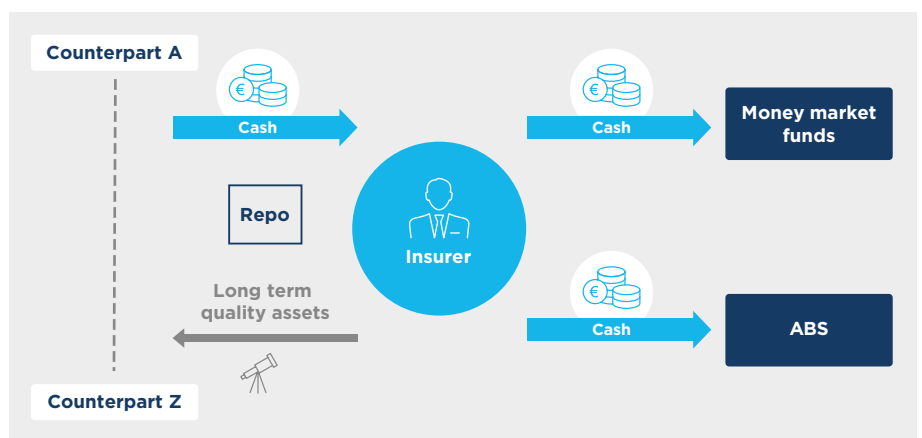 Counterpart A
€
Cash
€
Cash
Money market
funds
Repo
Insurer
Long term
quality assets
€
Cash
ABS
Counterpart Z